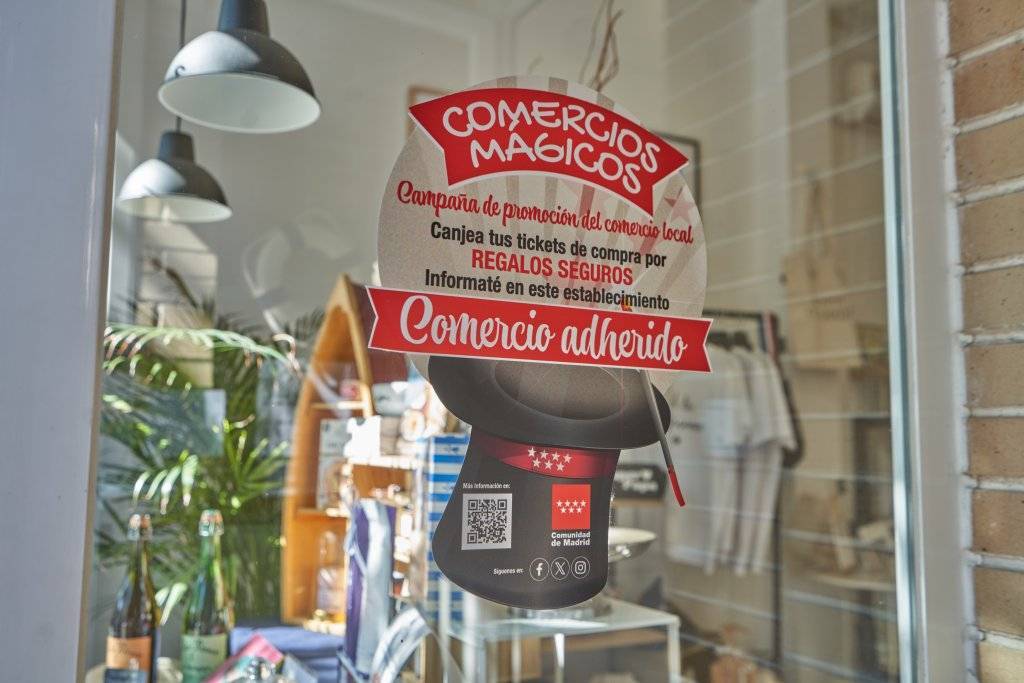 COMERCIOS
MÁGICOS
Campaña de promoción del comercio local
Canjea tus tickets de compra por
REGALOS SEGUROS
Informaté en este establecimiento
Comercio adherido
Más información en:
Comunidad
de Madrid
Síguenos en: